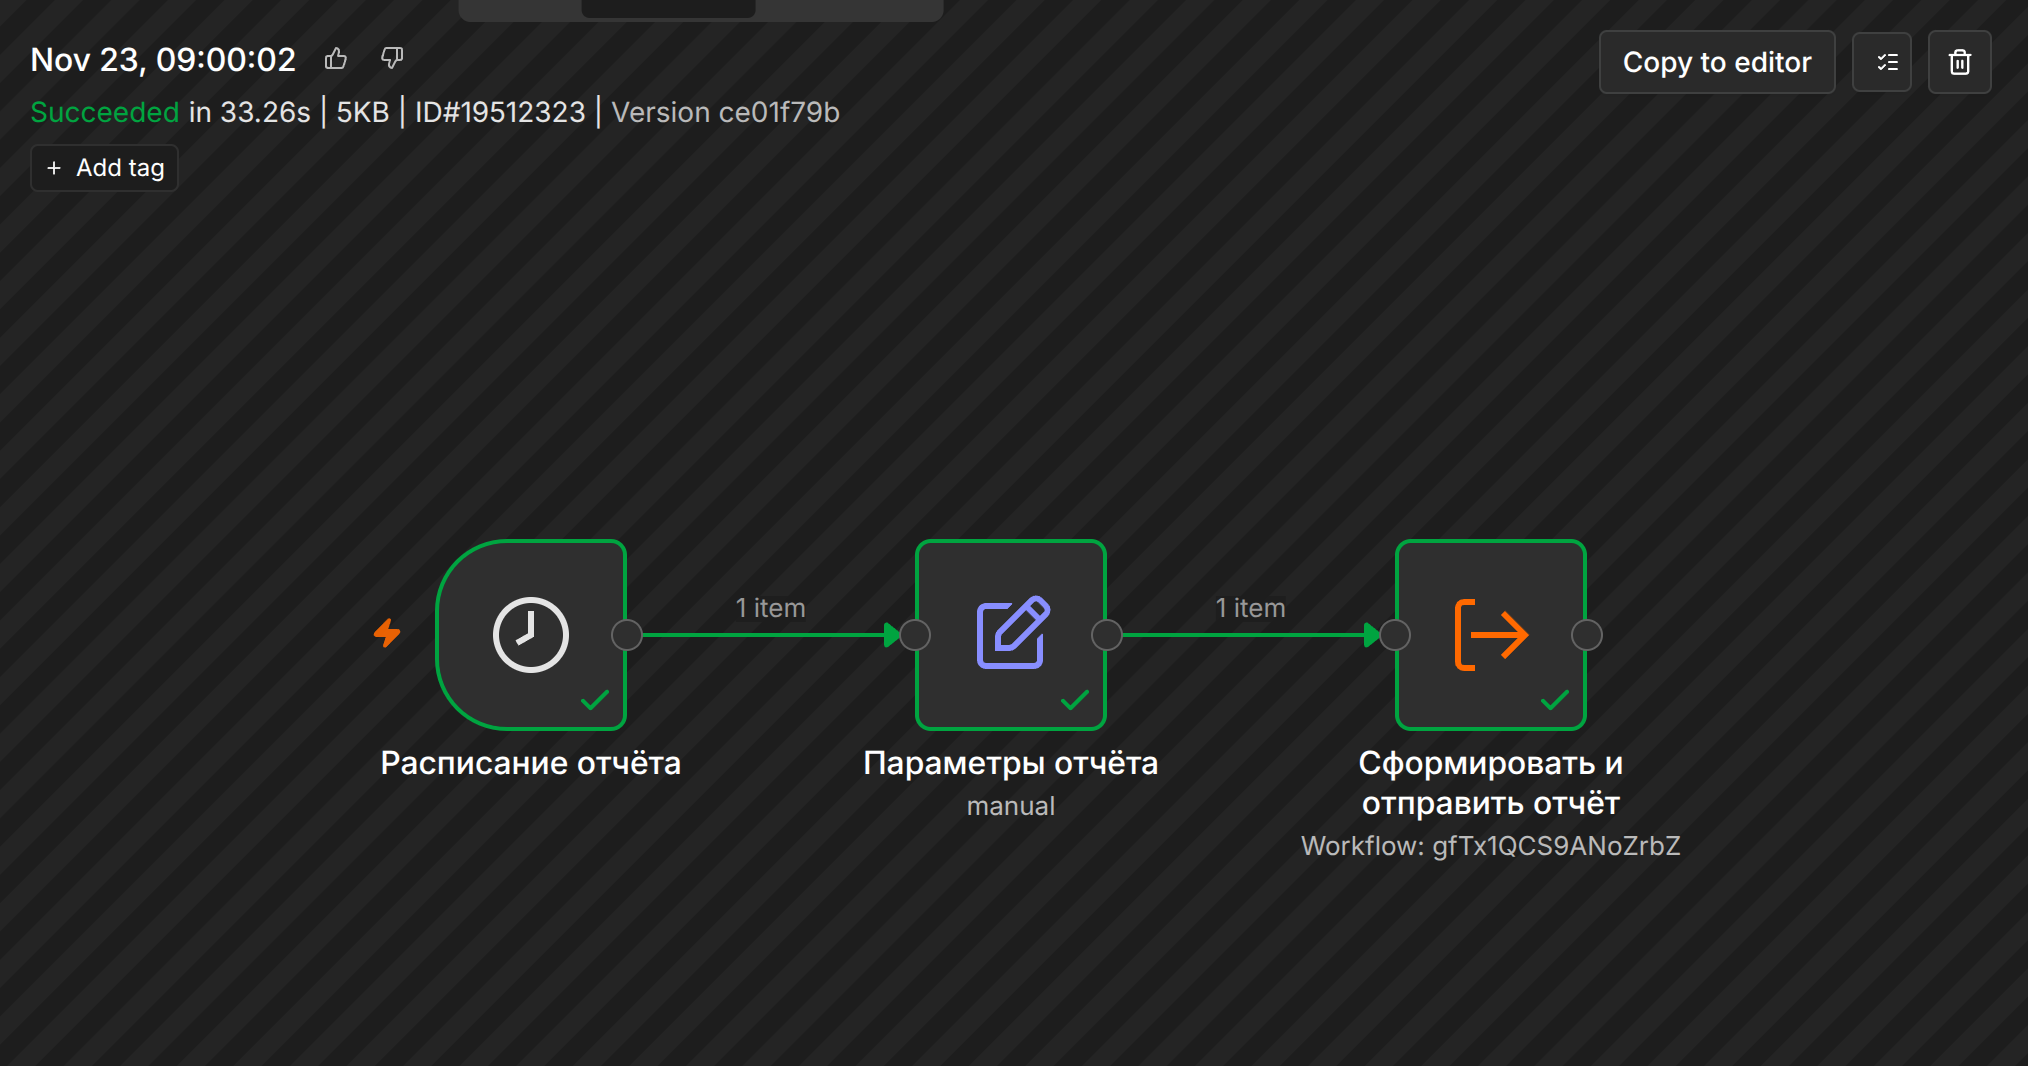 Nov 23, 09:00:02
Copy to editor
Succeeded in 33.26s | 5KB | ID#19512323 | Version ce01f79b
+ Add tag
1 item
1 item
Расписание отчёта
Параметры отчёта
manual
Сформировать и
отправить отчёт
Workflow: gfTx1QCS9ANoZrbZ